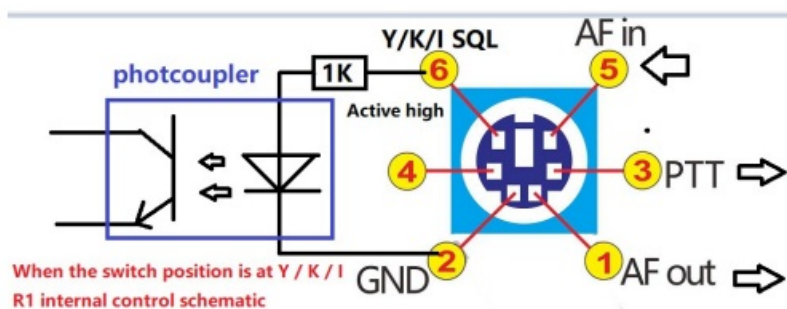 Y/K/I SQL
AF in
photcoupler
1K
6
5
Active high
4
3
PTT
When the switch position is at Y / K / I
GND
2
1
AF out
R1 internal control schematic